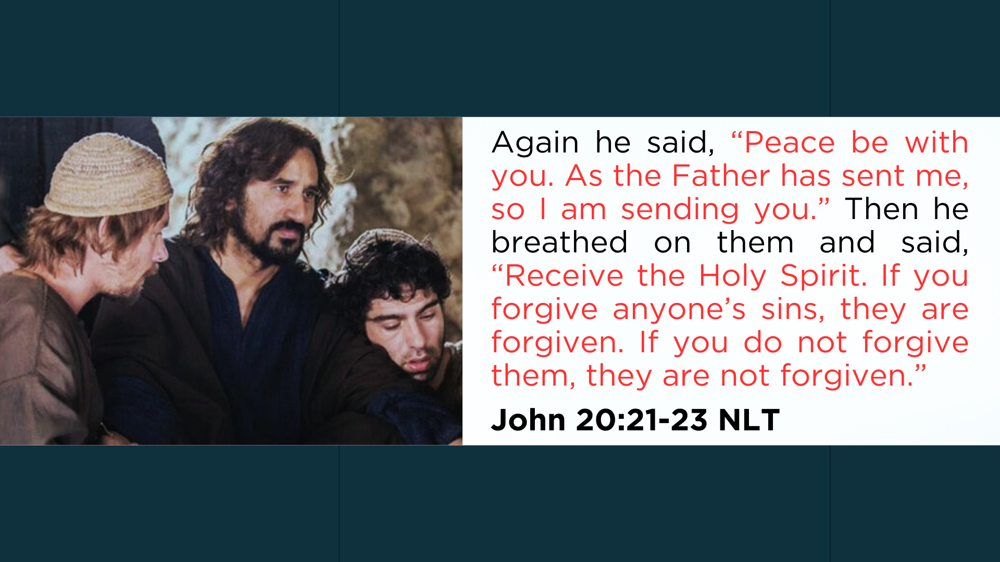 Again he said, “Peace be with
you. As the Father has sent me,
so I am sending you.” Then he
breathed on them and said,
“Receive the Holy Spirit. If you
forgive anyone’s sins, they are
forgiven. If you do not forgive
them, they are not forgiven.”
John 20:21-23 NLT